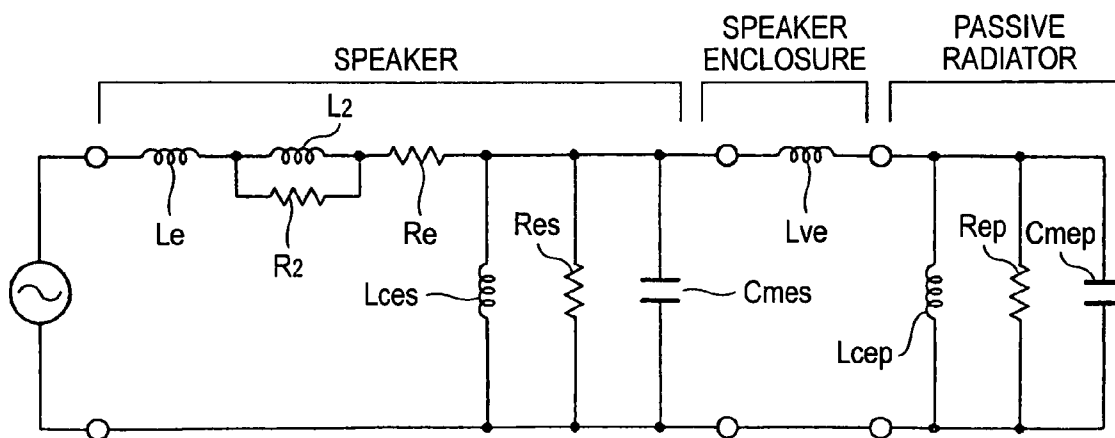 SPEAKER
SPEAKER
ENCLOSURE
PASSIVE
RADIATOR
L2
Le
R2
Re
Lces
Res
Cmes
Lve
Lcep
Rep
Cmep